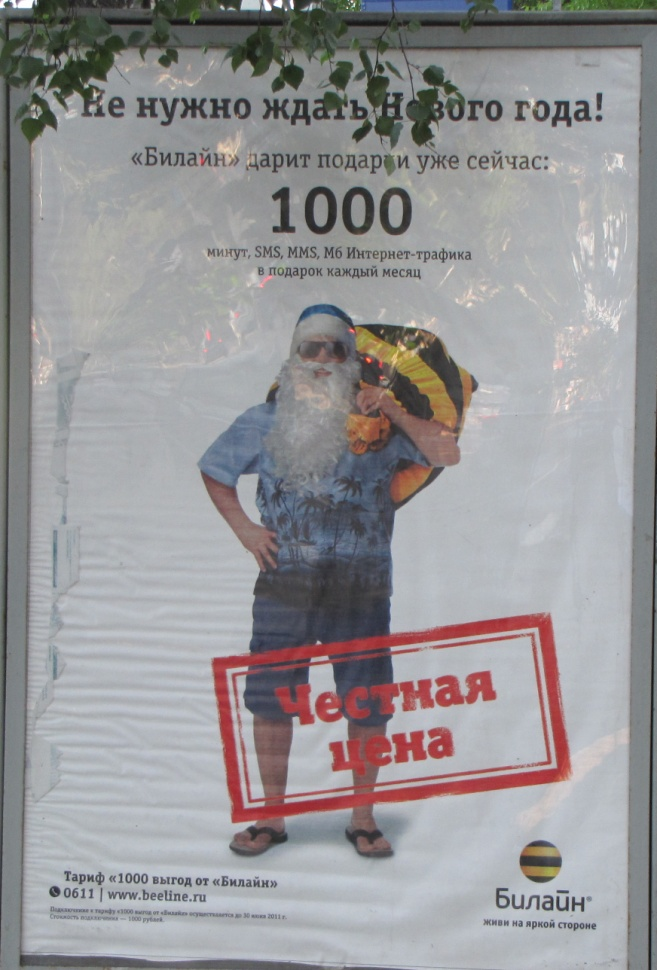 Не нужно ждать Нового года!
«Билайн» дарит подарки уже сейчас:
1000
минут, SMS, MMS, Мб Интернет-трафика
в подарок каждый месяц
Честная
цена
Тариф «1000 выгод от «Билайн»
0611 | www.beeline.ru
Подключение к тарифу «1000 выгод от «Билайн» осуществляется до 30 июня 2011 г.
Стоимость подключения — 1000 рублей.
Билайн®
живи на яркой стороне